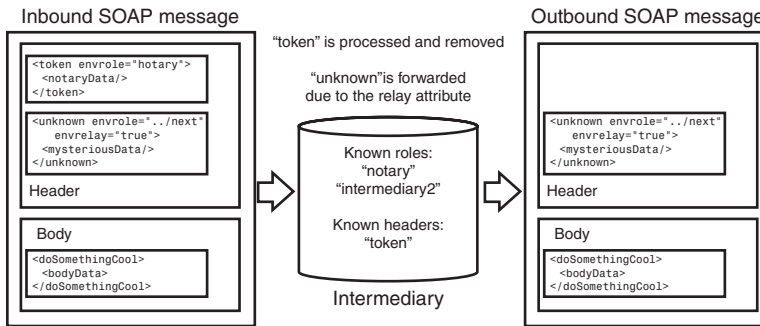 Inbound SOAP message
<token envrole="hotary">
<notaryData/>
</token>
<unknown envrole="../next"
envrelay="true">
<mysteriousData/>
</unknown>
Header
Body
<doSomethingCool>
<bodyData>
</doSomethingCool>
“token” is processed and removed
“unknown”is forwarded
due to the relay attribute
Known roles:
“notary”
“intermediary2”
Known headers:
“token”
Intermediary
Outbound SOAP message
<unknown envrole="../next"
envrelay="true">
<mysteriousData/>
</unknown>
Header
Body
<doSomethingCool>
<bodyData>
</doSomethingCool>